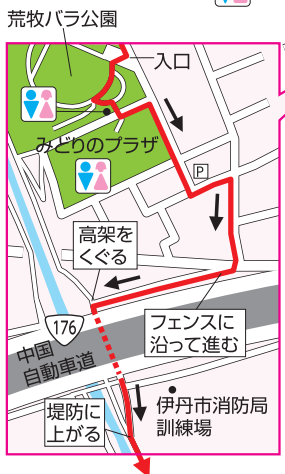 荒牧バラ公園
入口
みどりのプラザ
P
高架を
くぐる
176
フェンスに
沿って進む
中国
自動車道
堤防に
上がる
伊丹市消防局
訓練場